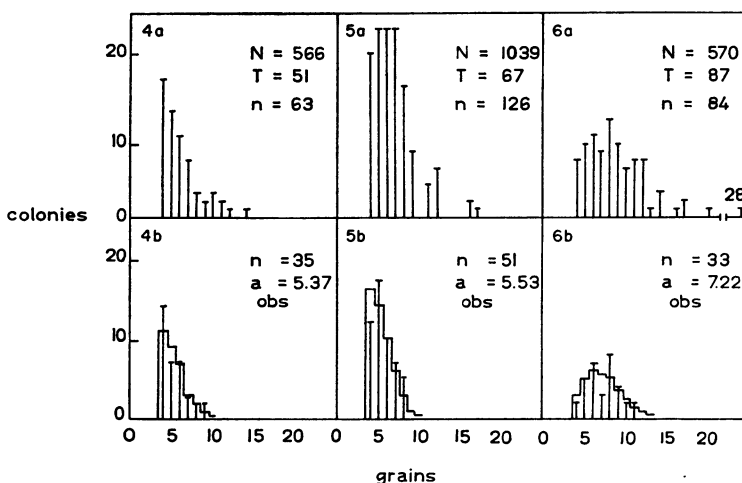 4a
N = 566
T = 51
n = 63
5a
N = 1039
T = 67
n = 126
6a
N = 570
T = 87
n = 84
20
10
0
28
colonies
4b
n = 35
a = 5.37
obs
5b
n = 51
a = 5.53
obs
6b
n = 33
a = 7.22
obs
20
10
0
0 5 10 15 20 0 5 10 15 20 0 5 10 15 20
grains